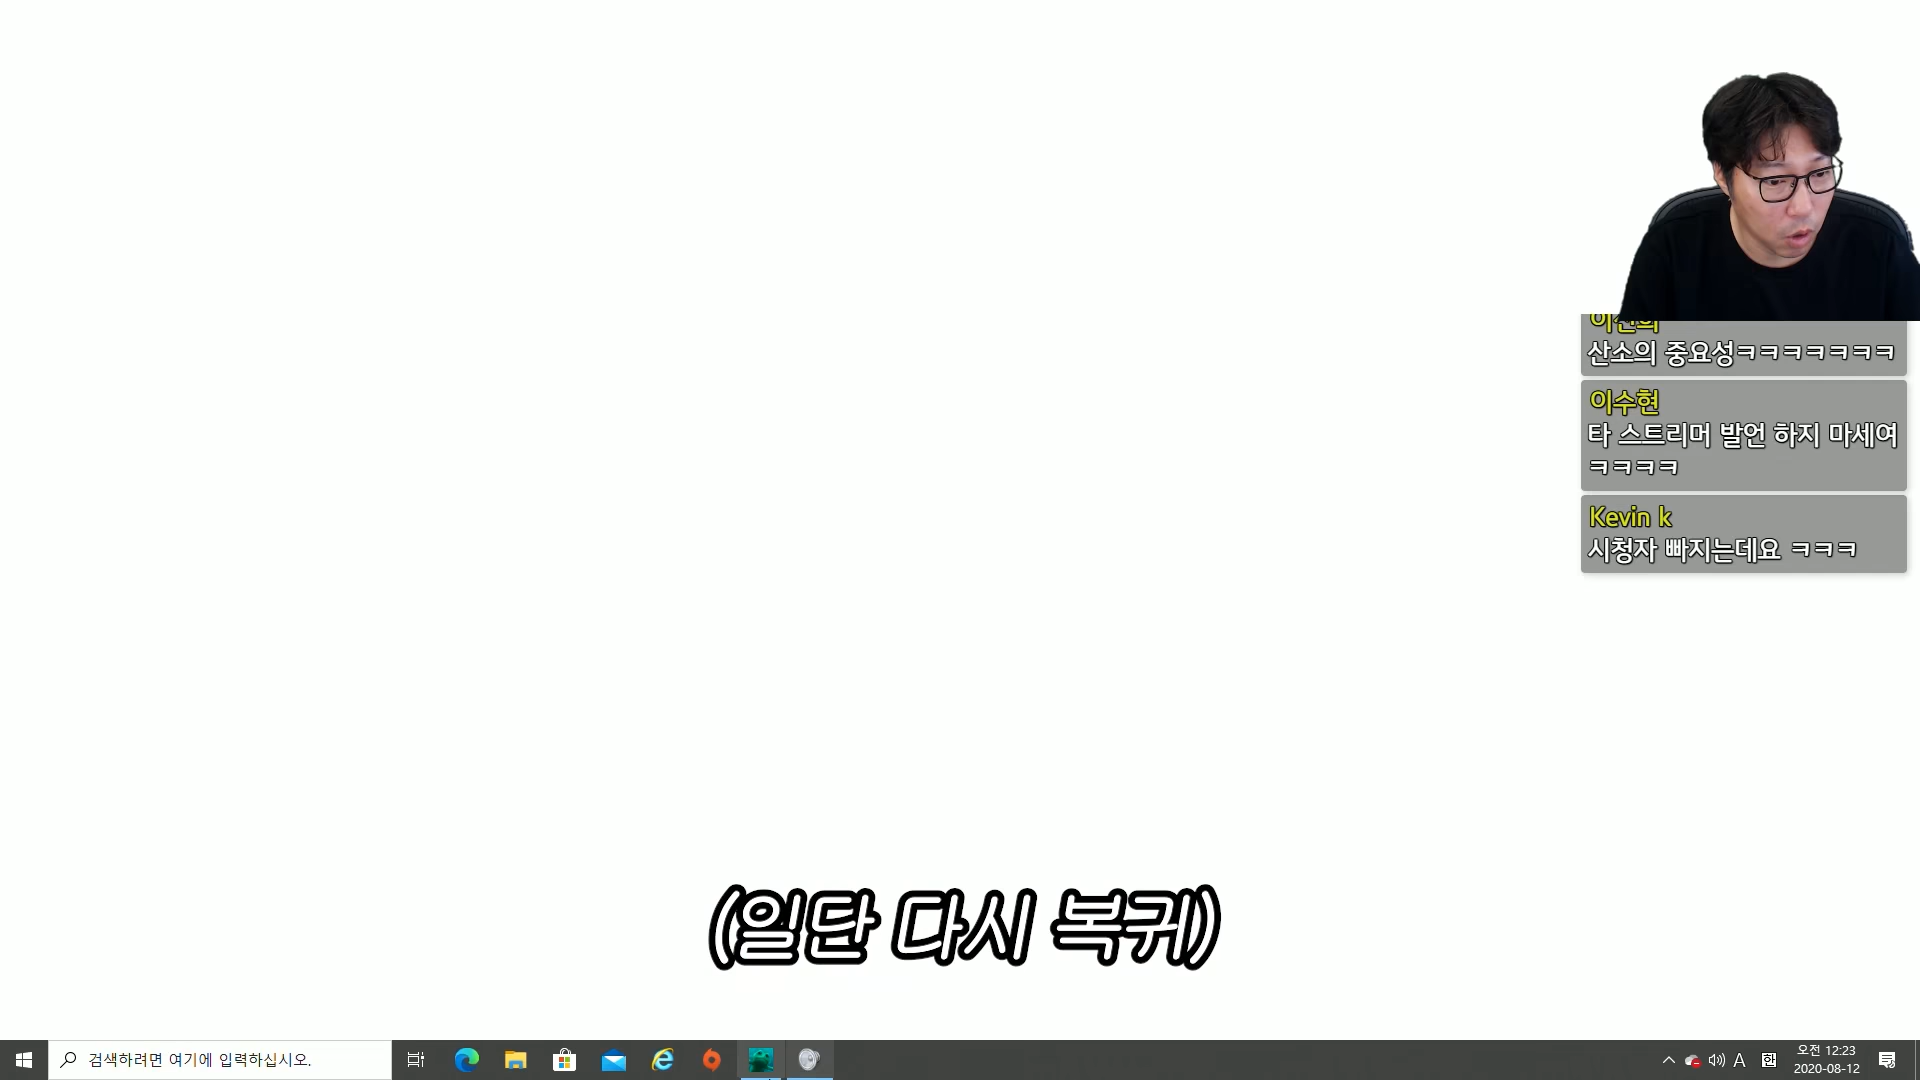 산소의 중요성ㅋㅋㅋㅋㅋㅋㅋ
이수현
타 스트리머 발언 하지 마세여
ㅋㅋㅋㅋ
Kevin k
시청자 빠지는데요 ㅋㅋㅋ
(일단 다시 복귀)
검색하려면 여기에 입력하십시오.
A
한
오전 12:23
2020-08-12